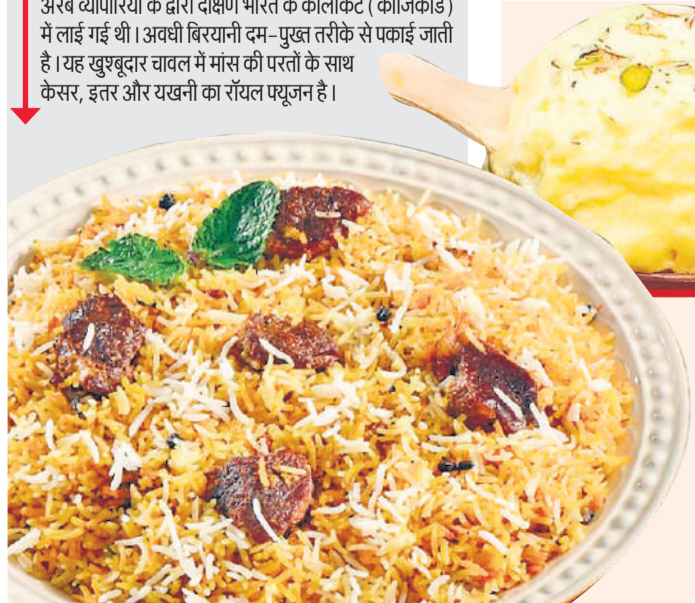 अरब व्यापारियों के द्वारा दक्षिण भारत के कालीकट (कोजिकोड)
में लाई गई थी। अवधी बिरयानी दम-पुख्त तरीके से पकाई जाती
है। यह खुश्बूदार चावल में मांस की परतों के साथ
केसर, इतर और यखनी का रॉयल फ्यूजन है।